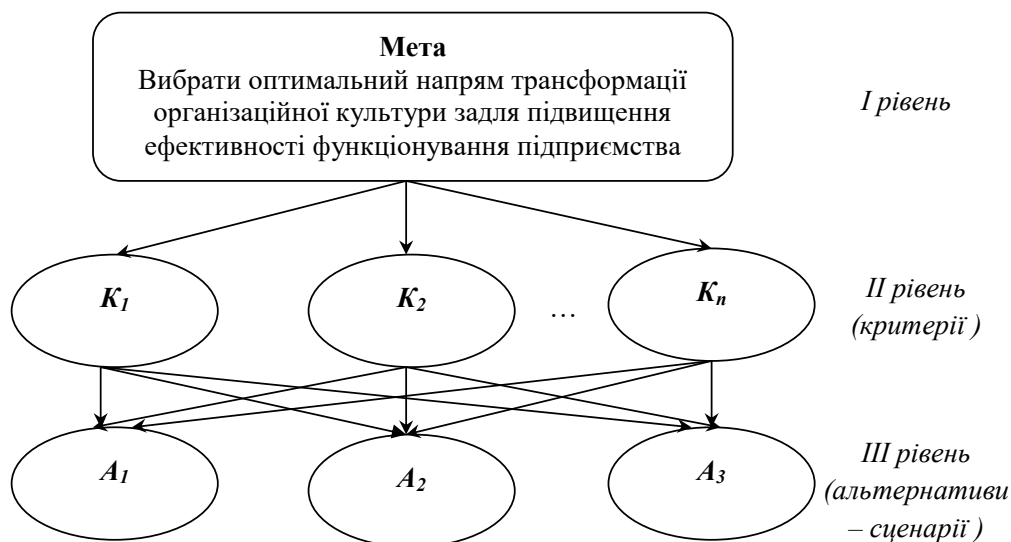 Мета
Вибрати оптимальний напрям трансформації
організаційної культури задля підвищення
ефективності функціонування підприємства
I рівень
K1
K2
…
Kn
II рівень
(критерії )
A1
A2
A3
III рівень
(альтернативи
– сценарії )